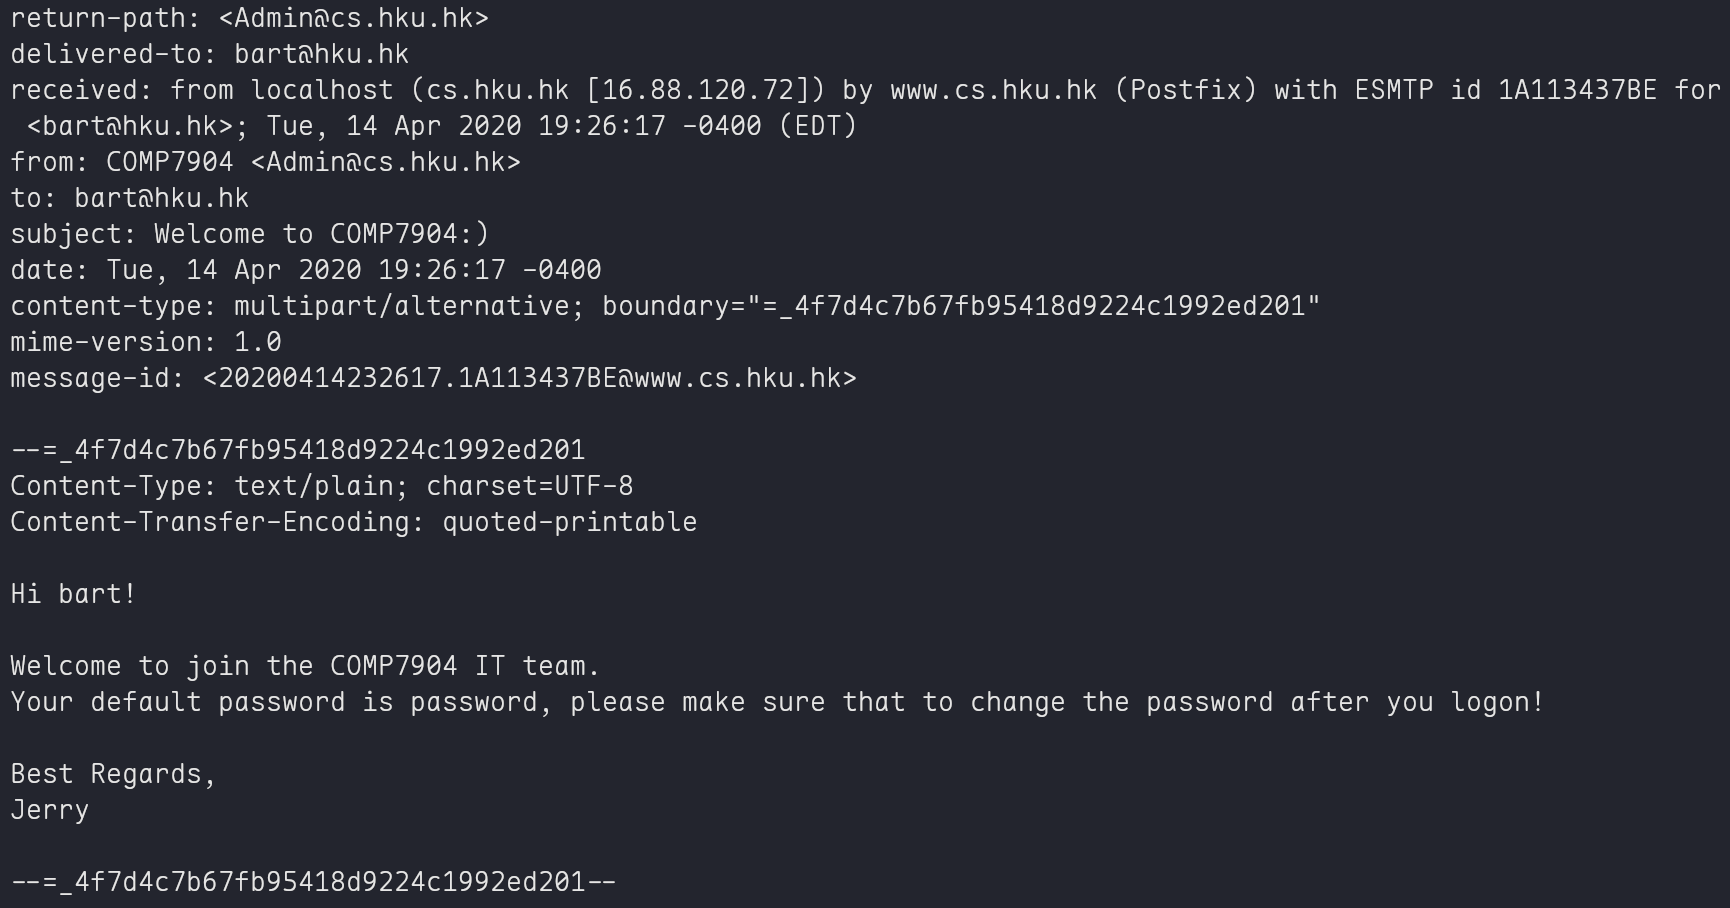 return-path: <Admin@cs.hku.hk>
delivered-to: bart@hku.hk
received: from localhost (cs.hku.hk [16.88.120.72]) by www.cs.hku.hk (Postfix) with ESMTP id 1A113437BE for
 <bart@hku.hk>; Tue, 14 Apr 2020 19:26:17 -0400 (EDT)
from: COMP7904 <Admin@cs.hku.hk>
to: bart@hku.hk
subject: Welcome to COMP7904:)
date: Tue, 14 Apr 2020 19:26:17 -0400
content-type: multipart/alternative; boundary="=_4f7d4c7b67fb95418d9224c1992ed201"
mime-version: 1.0
message-id: <20200414232617.1A113437BE@www.cs.hku.hk>

--=_4f7d4c7b67fb95418d9224c1992ed201
Content-Type: text/plain; charset=UTF-8
Content-Transfer-Encoding: quoted-printable

Hi bart!

Welcome to join the COMP7904 IT team.
Your default password is password, please make sure that to change the password after you logon!

Best Regards,
Jerry

--=_4f7d4c7b67fb95418d9224c1992ed201--